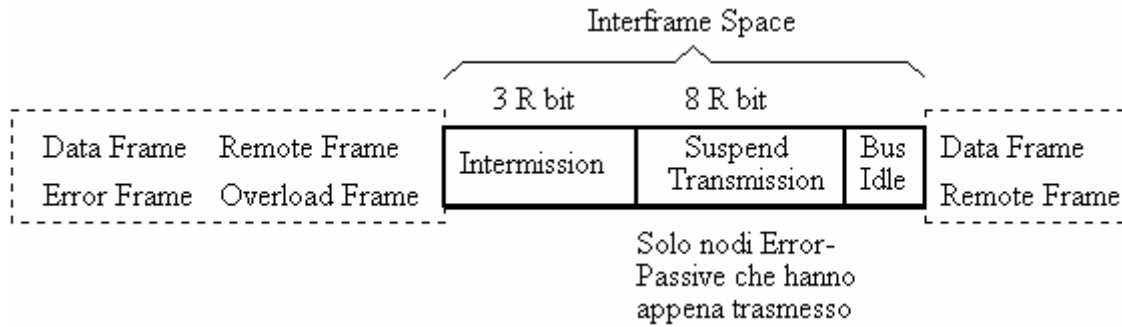 Interframe Space
3 R bit 8 R bit
Data Frame Remote Frame
Error Frame Overload Frame
Intermission
Suspend
Transmission
Bus
Idle
Data Frame
Remote Frame
Solo nodi Error-
Passive che hanno
appena trasmesso